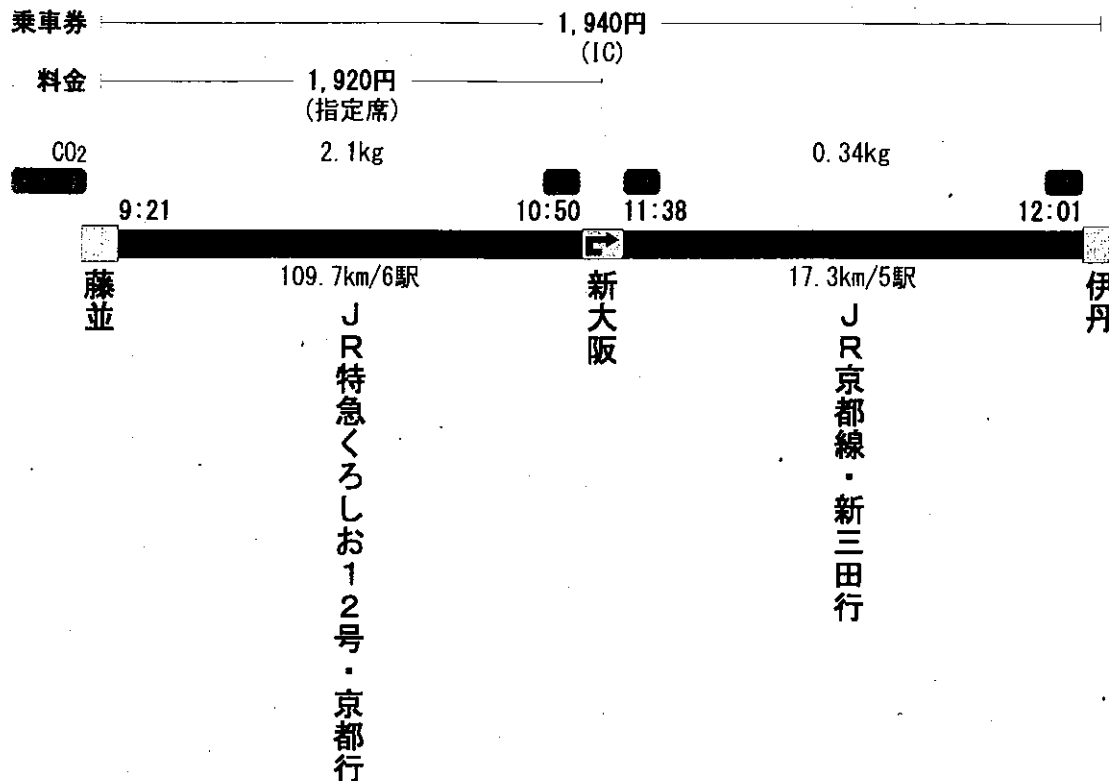 乗車券
1,940円
(IC)
料金
1,920円
(指定席)
CO2
2.1kg
0.34kg
9:21
10:50
11:38
12:01
109.7km/6駅
17.3km/5駅
藤並
新大阪
伊丹
JR特急くろしお12号・京都行
JR京都線・新三田行